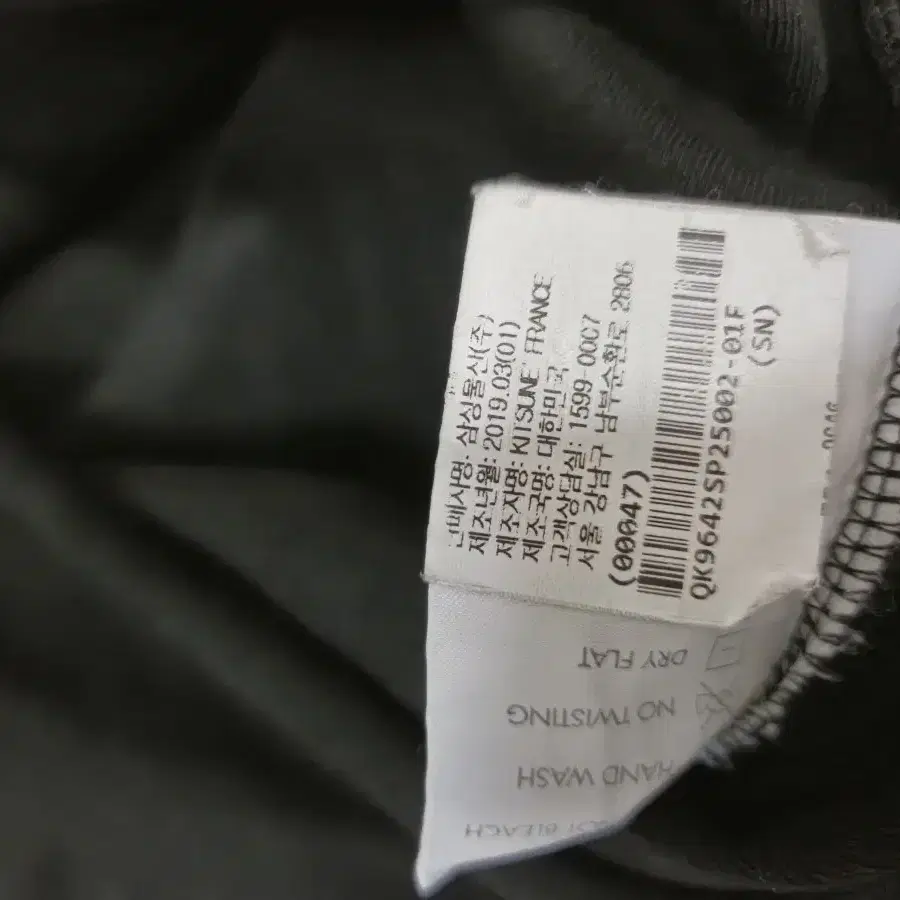 판매사명: 삼성물산(주)
제조년월: 2019.03(01)
제조자명: KITSUNE' FRANCE
제조국명: 대한민국
고객상담실: 1599-0007
서울 강남구 남부순환로 2806
(00047)
QK9642SP25002-01F
(SN)
DRY FLAT
NO TWISTING
HAND WASH
BLEACH